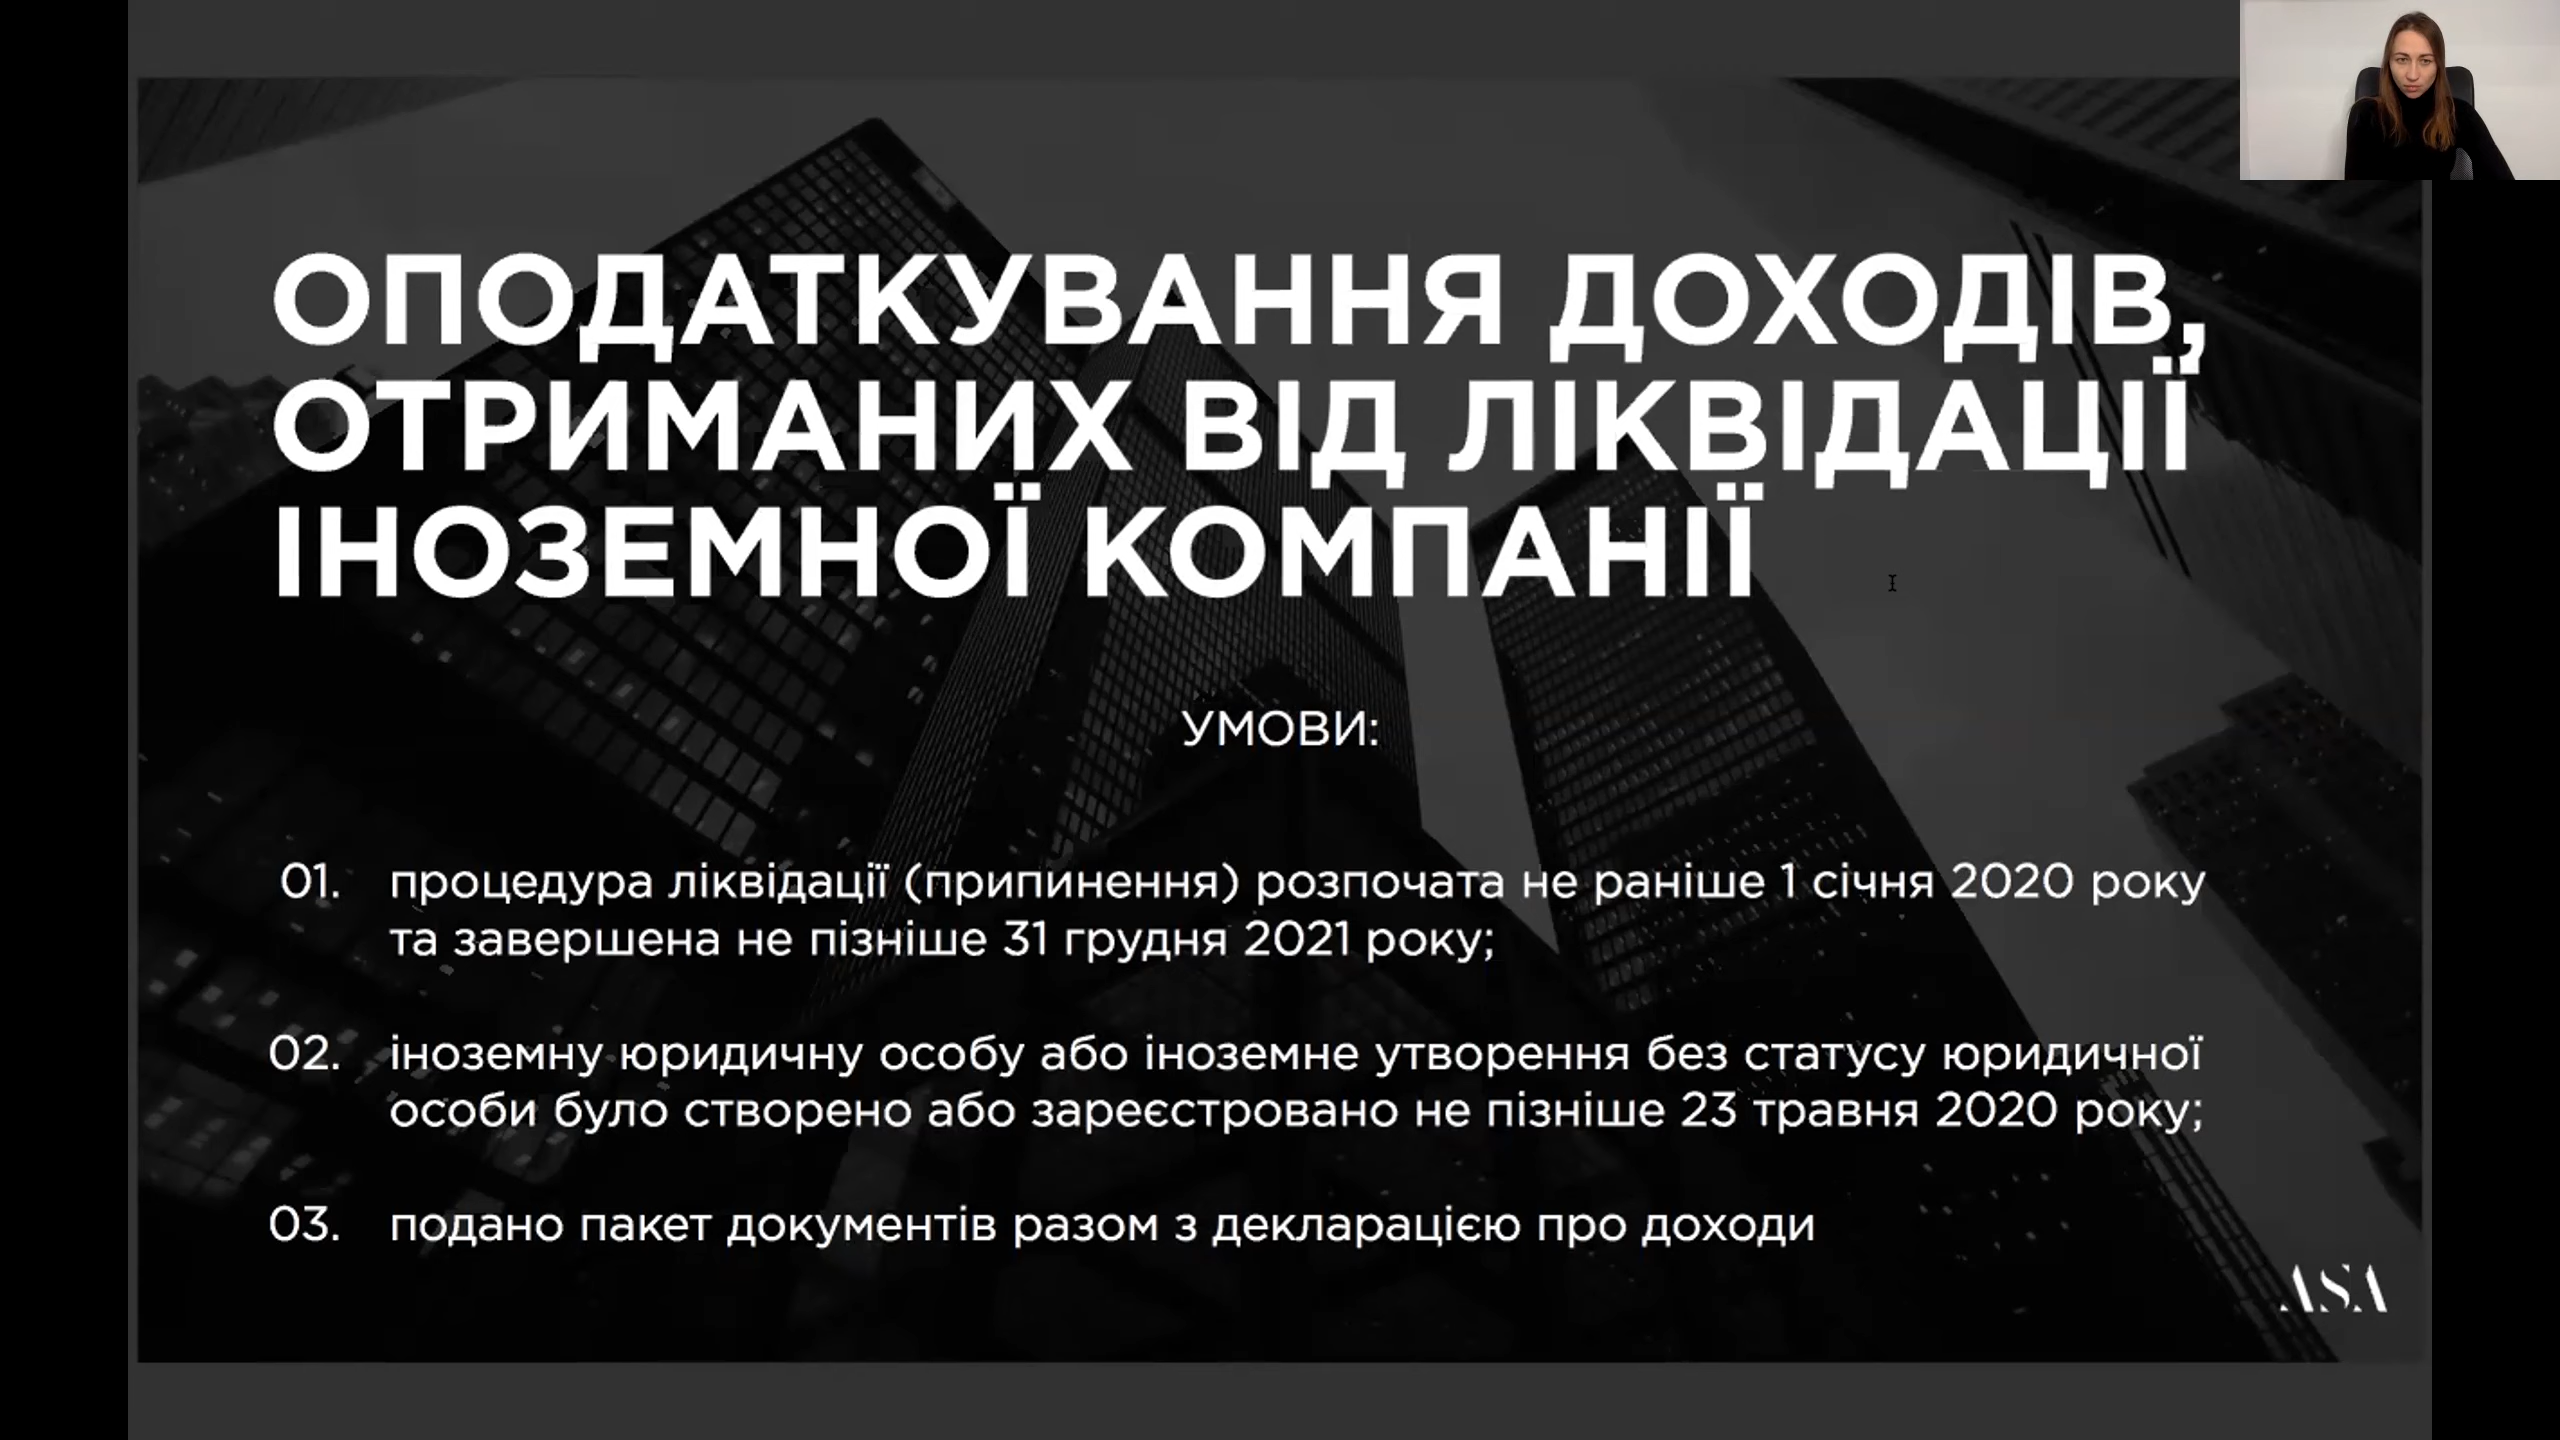 ОПОДАТКУВАННЯ ДОХОДІВ,
ОТРИМАНИХ ВІД ЛІКВІДАЦІЇ
ІНОЗЕМНОЇ КОМПАНІЇ
УМОВИ:
01. процедура ліквідації (припинення) розпочата не раніше 1 січня 2020 року
та завершена не пізніше 31 грудня 2021 року;
02. іноземну юридичну особу або іноземне утворення без статусу юридичної
особи було створено або зареєстровано не пізніше 23 травня 2020 року;
03. подано пакет документів разом з декларацією про доходи
ASA